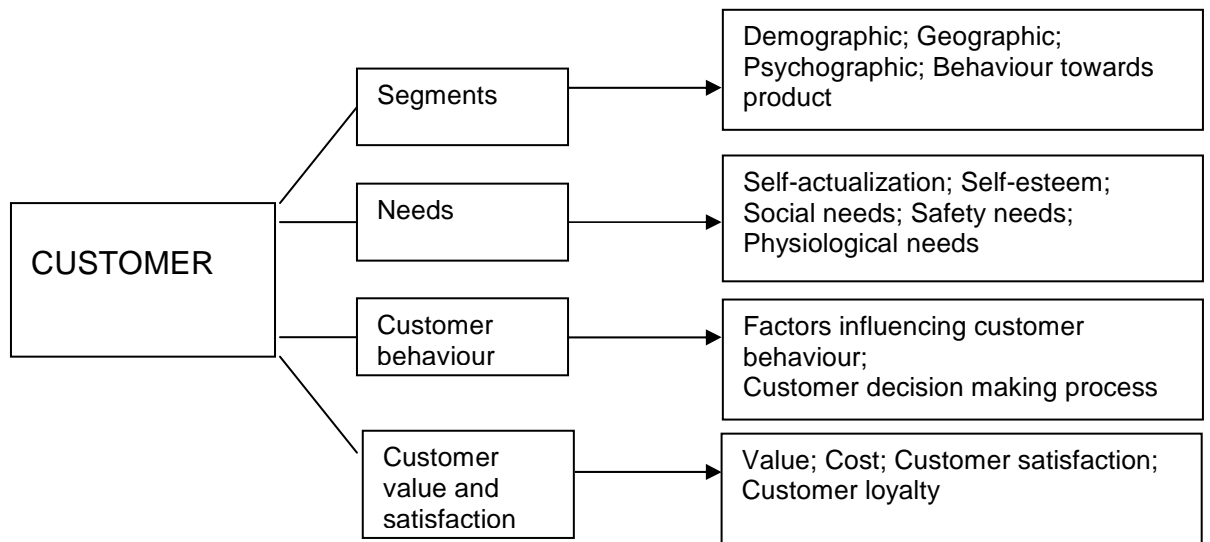 CUSTOMER
Segments
Demographic; Geographic;
Psychographic; Behaviour towards
product
Needs
Self-actualization; Self-esteem;
Social needs; Safety needs;
Physiological needs
Customer
behaviour
Factors influencing customer
behaviour;
Customer decision making process
Customer
value and
satisfaction
Value; Cost; Customer satisfaction;
Customer loyalty